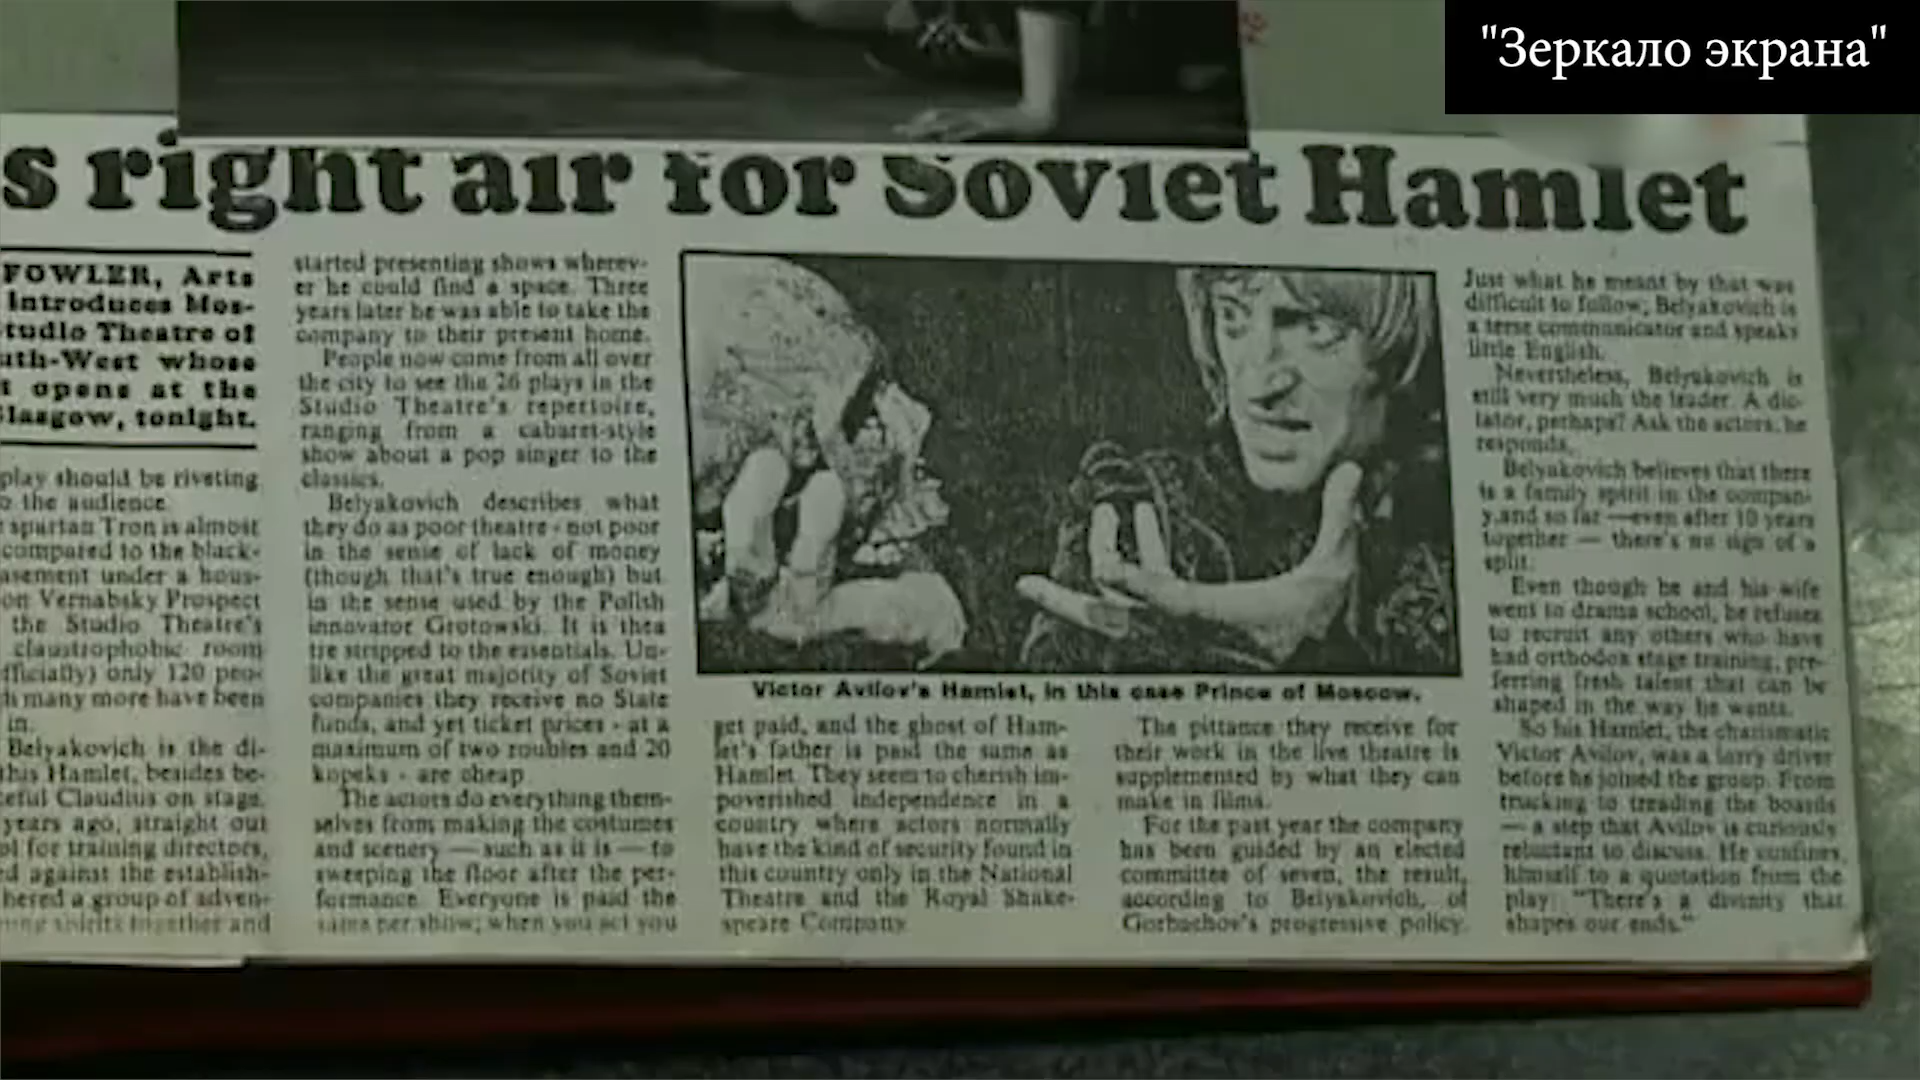 "Зеркало экрана"
s right air for Soviet Hamlet
FOWLER, Arts
Introduces Mos-
tudio Theatre of
uth-West whose
t opens at the
lasgow, tonight.
play should be riveting
o the audience.
spartan Tron is almost
compared to the black-
asement under a hous-
on Vernabsky Prospect
the Studio Theatre's
claustrophobic room
fficially) only 120 peo-
h many more have been
in.
Belyakovich is the di-
this Hamlet, besides be-
eful Claudius on stage.
years ago, straight out
ol for training directors,
d against the establish-
hered a group of adven-
spirits together and
started presenting shows wherev-
er he could find a space. Three
years later he was able to take the
company to their present home.
People now come from all over
the city to see the 26 plays in the
Studio Theatre's repertoire,
ranging from a cabaret-style
show about a pop singer to the
classics.
Belyakovich describes what
they do as poor theatre - not poor
in the sense of lack of money
(though that's true enough) but
in the sense used by the Polish
innovator Grotowski. It is thea
tre stripped to the essentials. Un-
like the great majority of Soviet
companies they receive no State
funds, and yet ticket prices - at a
maximum of two roubles and 20
kopeks - are cheap
The actors do everything them-
selves from making the costumes
and scenery — such as it is — to
sweeping the floor after the per-
formance. Everyone is paid the
same per show; when you act you
Victor Avilov's Hamlet, in this case Prince of Moscow.
get paid, and the ghost of Ham-
let's father is paid the same as
Hamlet. They seem to cherish im-
poverished independence in a
country where actors normally
have the kind of security found in
this country only in the National
Theatre and the Royal Shake-
speare Company
The pittance they receive for
their work in the live theatre is
supplemented by what they can
make in films.
For the past year the company
has been guided by an elected
committee of seven, the result,
according to Belyakovich, of
Gorbachov's progressive policy.
Just what he meant by that was
difficult to follow; Belyakovich is
a terse communicator and speaks
little English.
Nevertheless, Belyakovich is
still very much the leader. A dic-
tator, perhaps? Ask the actors, he
responds.
Belyakovich believes that there
is a family spirit in the compan-
y,and so far — even after 10 years
together — there's no sign of a
split.
Even though he and his wife
went to drama school, he refuses
to recruit any others who have
had orthodox stage training, pre-
ferring fresh talent that can be
shaped in the way he wants.
So his Hamlet, the charismatic
Victor Avilov, was a lorry driver
before he joined the group. From
trucking to treading the boards
— a step that Avilov is curiously
reluctant to discuss. He confines
himself to a quotation from the
play: "There's a divinity that
shapes our ends."